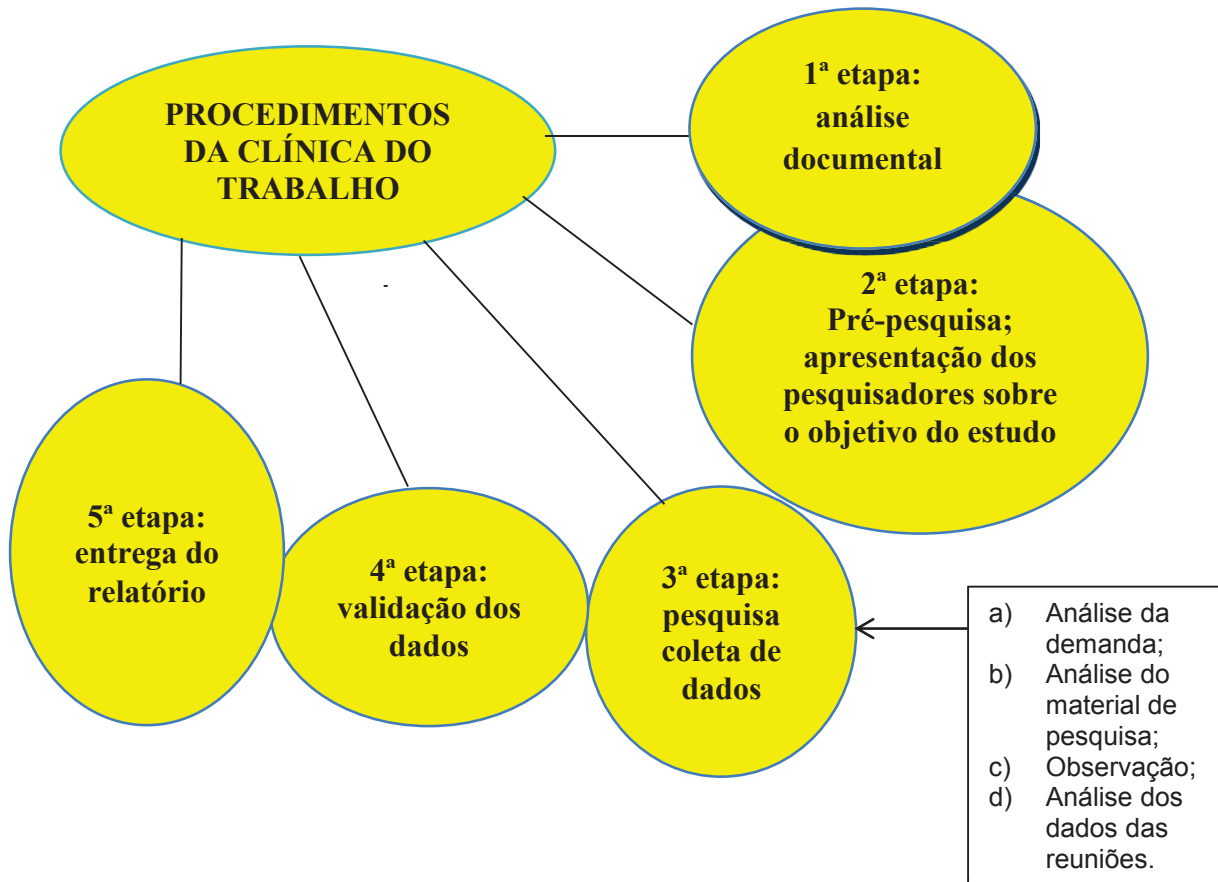 PROCEDIMENTOS
DA CLÍNICA DO
TRABALHO
1ª etapa:
análise
documental
2ª etapa:
Pré-pesquisa;
apresentação dos
pesquisadores sobre
o objetivo do estudo
3ª etapa:
pesquisa
coleta de
dados
4ª etapa:
validação dos
dados
5ª etapa:
entrega do
relatório
a) Análise da
demanda;
b) Análise do
material de
pesquisa;
c) Observação;
d) Análise dos
dados das
reuniões.